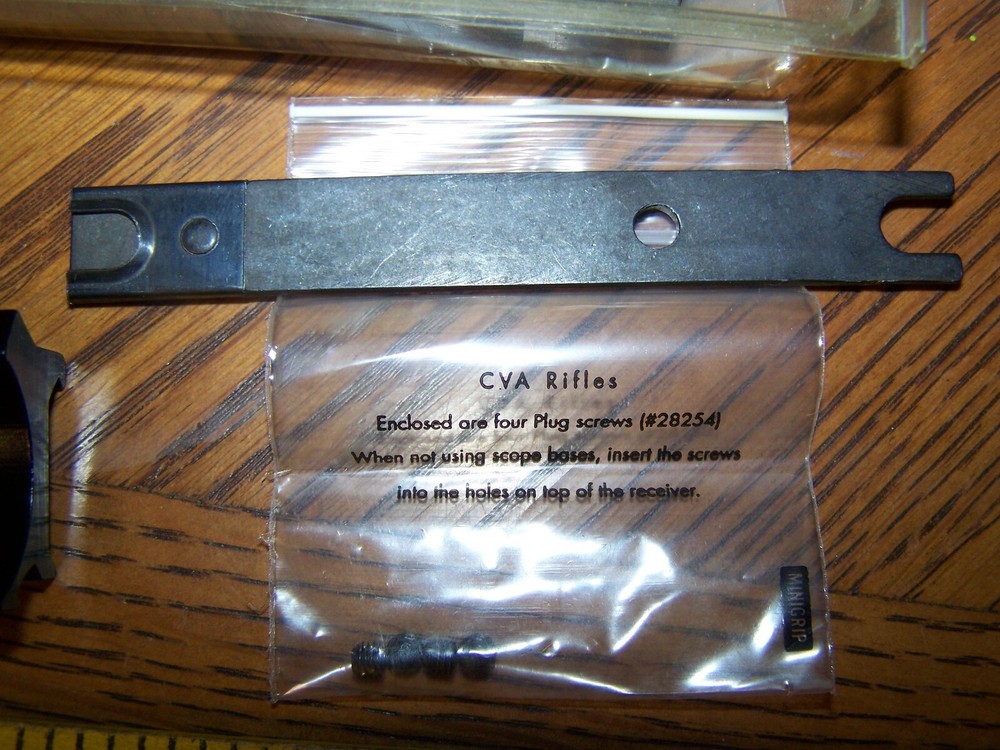 CVA Rifles
Enclosed are four Plug screws (#28254)
When not using scope bases, insert the screws
into the holes on top of the receiver.
MINIGRIP